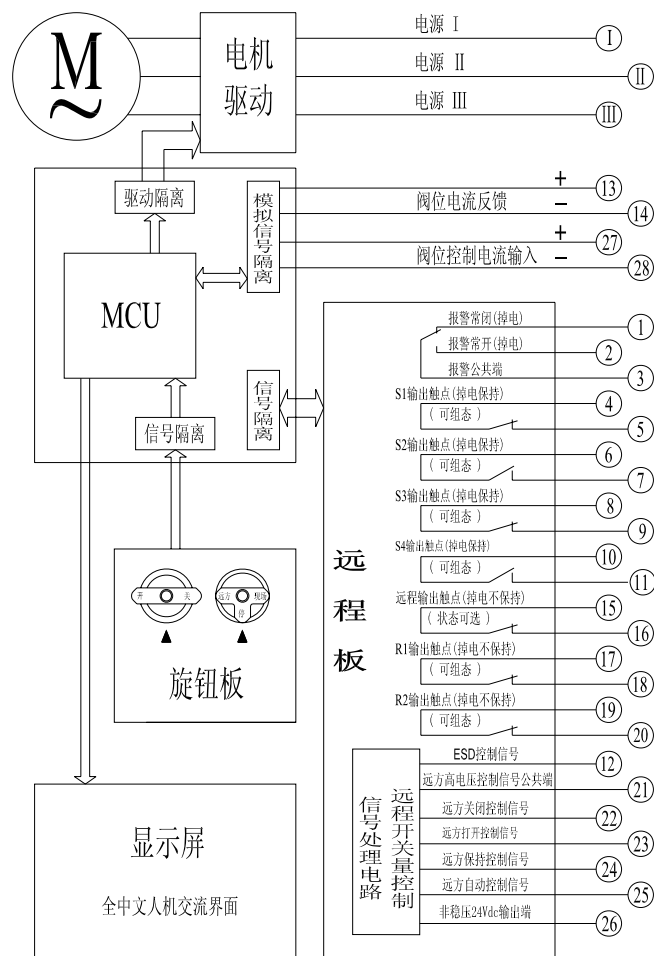 M
~
电机
驱动
电源 I
I
电源 II
II
电源 III
III
驱动隔离
模拟信号隔离
+
13
阀位电流反馈
−
14
+
27
阀位控制电流输入
−
28
MCU
信号隔离
信号隔离
开
关
远方
现场
停
旋钮板
显示屏
全中文人机交流界面
远程板
报警常闭(掉电)
1
报警常开(掉电)
2
报警公共端
3
S1输出触点(掉电保持)
4
(可组态)
5
S2输出触点(掉电保持)
6
(可组态)
7
S3输出触点(掉电保持)
8
(可组态)
9
S4输出触点(掉电保持)
10
(可组态)
11
远程输出触点(掉电不保持)
15
(状态可选)
16
R1输出触点(掉电不保持)
17
(可组态)
18
R2输出触点(掉电不保持)
19
(可组态)
20
远程开关量控制
信号处理电路
ESD控制信号
12
远方高电压控制信号公共端
21
远方关闭控制信号
22
远方打开控制信号
23
远方保持控制信号
24
远方自动控制信号
25
非稳压24Vdc输出端
26